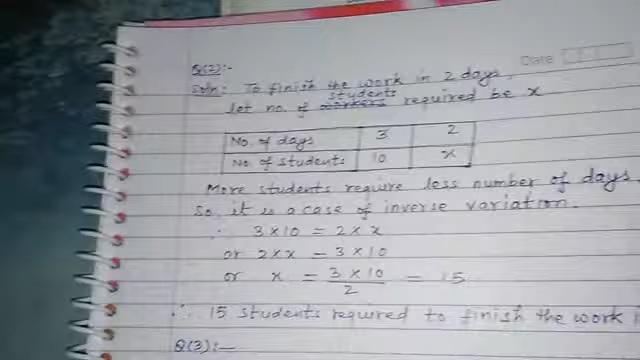 Date
Q(2):-
Soln: To finish the work in 2 days,
students
let no. of workers required be x
No. of days 3 2
No. of students 10 x
More students require less number of days.
So, it is a case of inverse variation.
∴ 3 × 10 = 2 × x
or 2 × x = 3 × 10
or x = 3 × 10 / 2 = 15
∴ 15 students required to finish the work
Q(3):-